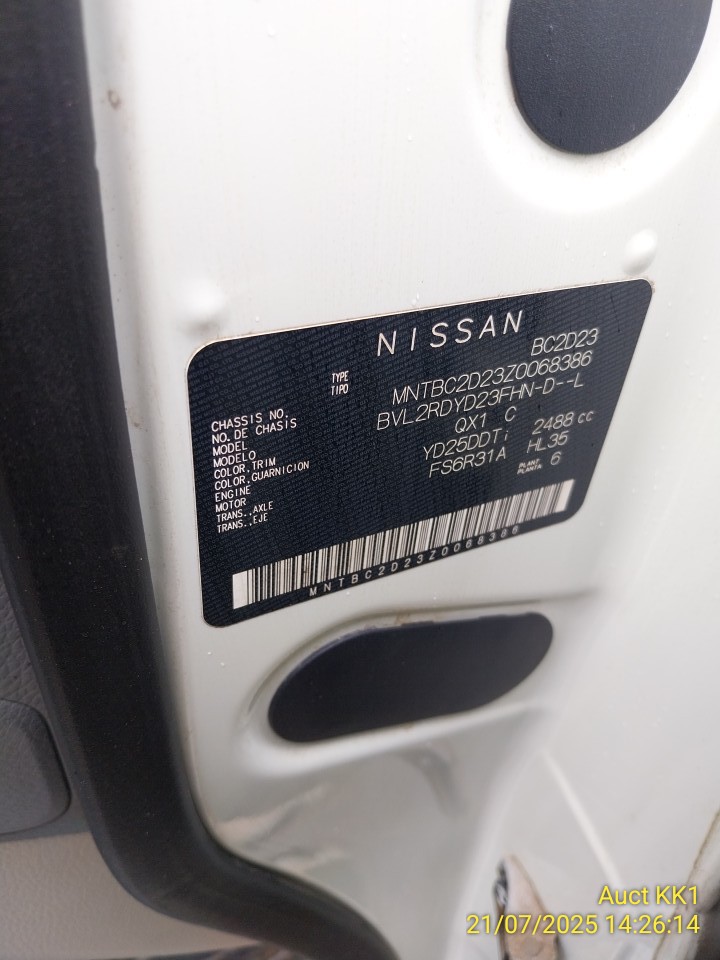 NISSAN
TYPE BC2D23
TIPO
CHASSIS NO. MNTBC2D23Z0068386
NO. DE CHASIS
MODEL BVL2RDYD23FHN-D--L
MODELO
COLOR,TRIM QX1 C
COLOR,GUARNICION
ENGINE YD25DDTi 2488 cc
MOTOR
TRANS.,AXLE FS6R31A HL35
TRANS.,EJE
PLANT 6
PLANTA
MNTBC2D23Z0068386
Auct KK1
21/07/2025 14:26:14